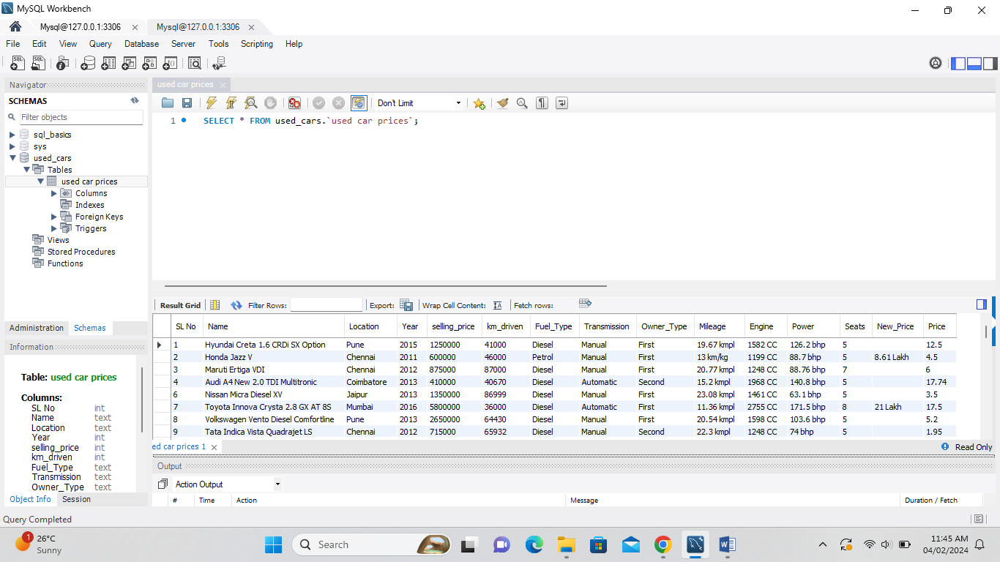 MySQL Workbench
Mysql@127.0.0.1:3306 Mysql@127.0.0.1:3306
File Edit View Query Database Server Tools Scripting Help
Navigator
SCHEMAS
Filter objects
sql_basics
sys
used_cars
Tables
used car prices
Columns
Indexes
Foreign Keys
Triggers
Views
Stored Procedures
Functions
Administration Schemas
Information
Table: used car prices
Columns:
SL No int
Name text
Location text
Year int
selling_price int
km_driven int
Fuel_Type text
Transmission text
Owner_Type text
Object Info Session
used car prices
Don't Limit
1 SELECT * FROM used_cars.`used car prices`;
Result Grid Filter Rows: Export: Wrap Cell Content: Fetch rows:
SL No Name Location Year selling_price km_driven Fuel_Type Transmission Owner_Type Mileage Engine Power Seats New_Price Price
1 Hyundai Creta 1.6 CRDi SX Option Pune 2015 1250000 41000 Diesel Manual First 19.67 kmpl 1582 CC 126.2 bhp 5 12.5
2 Honda Jazz V Chennai 2011 600000 46000 Petrol Manual First 13 km/kg 1199 CC 88.7 bhp 5 8.61 Lakh 4.5
3 Maruti Ertiga VDI Chennai 2012 875000 87000 Diesel Manual First 20.77 kmpl 1248 CC 88.76 bhp 7 6
4 Audi A4 New 2.0 TDI Multitronic Coimbatore 2013 410000 40670 Diesel Automatic Second 15.2 kmpl 1968 CC 140.8 bhp 5 17.74
6 Nissan Micra Diesel XV Jaipur 2013 1350000 86999 Diesel Manual First 23.08 kmpl 1461 CC 63.1 bhp 5 3.5
7 Toyota Innova Crysta 2.8 GX AT 8S Mumbai 2016 5800000 36000 Diesel Automatic First 11.36 kmpl 2755 CC 171.5 bhp 8 21 Lakh 17.5
8 Volkswagen Vento Diesel Comfortline Pune 2013 2650000 64430 Diesel Manual First 20.54 kmpl 1598 CC 103.6 bhp 5 5.2
9 Tata Indica Vista Quadrajet LS Chennai 2012 715000 65932 Diesel Manual Second 22.3 kmpl 1248 CC 74 bhp 5 1.95
ed car prices 1 Read Only
Output
Action Output
# Time Action Message Duration / Fetch
Query Completed
1
26°C
Sunny
Search
11:45 AM
04/02/2024